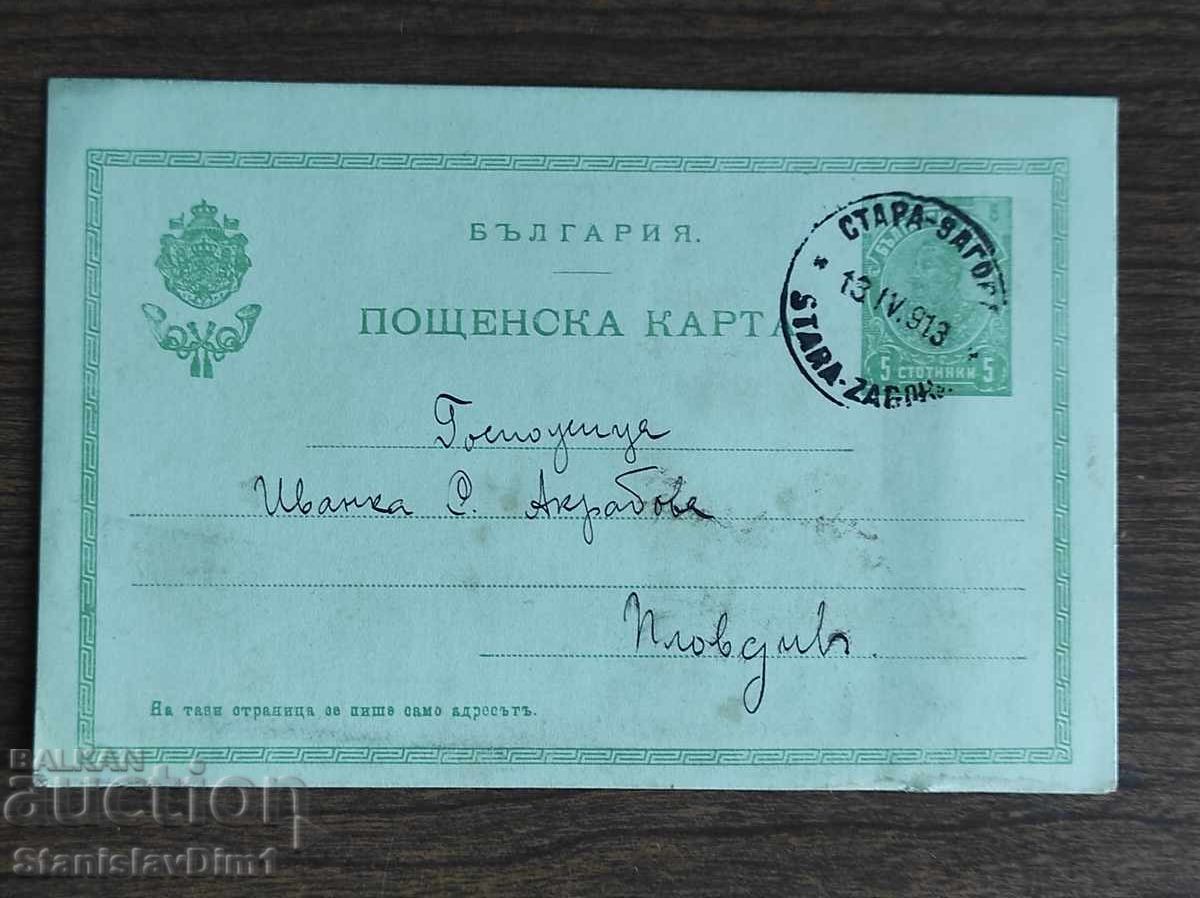 БЪЛГАРИЯ.
ПОЩЕНСКА КАРТА
СТАРА-ЗАГОРА
13.IV.913
STARA-ZAGORA
5 СТОТИНКИ 5
Госпожица
Иванка С. Акрабова
Пловдивъ.
На тази страница се пише само адресътъ.
BALKAN
auction
StanislavDim1